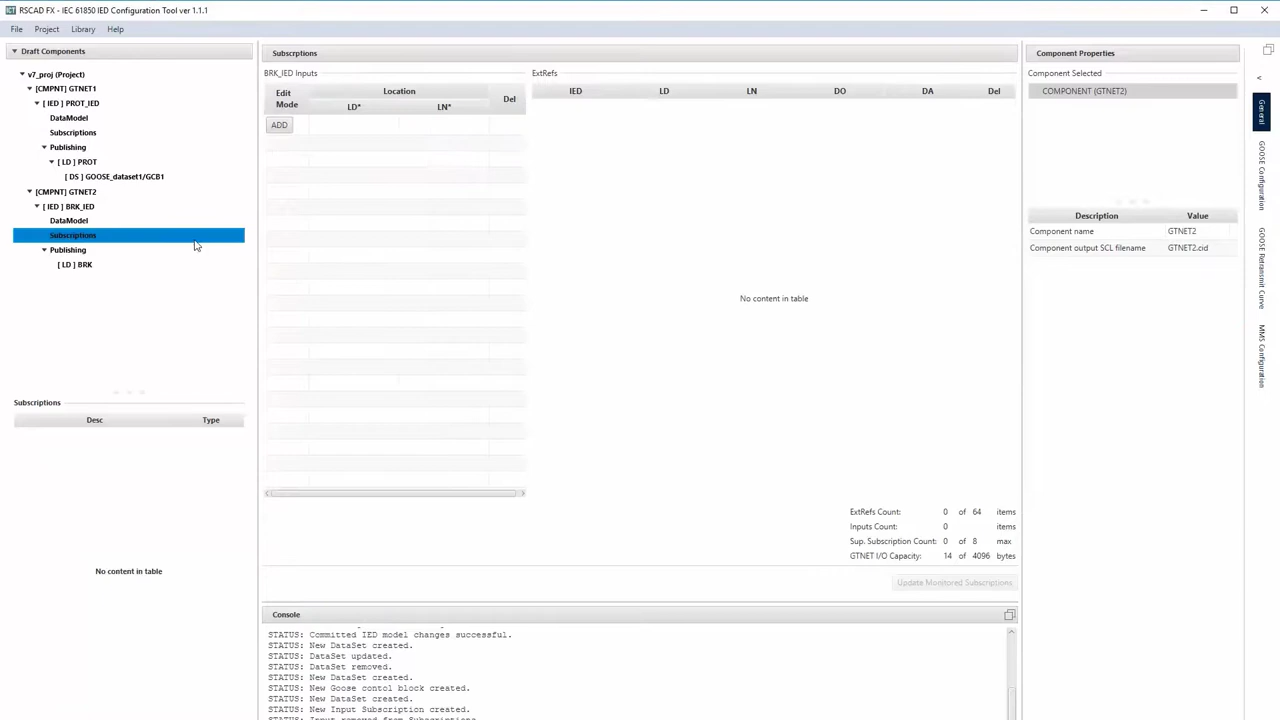 RSCAD FX - IEC 61850 IED Configuration Tool ver 1.1.1
File Project Library Help
Draft Components
v7_proj (Project)
[CMPNT] GTNET1
[ IED ] PROT_IED
DataModel
Subscriptions
Publishing
[ LD ] PROT
[ DS ] GOOSE_dataset1/GCB1
[CMPNT] GTNET2
[ IED ] BRK_IED
DataModel
Subscriptions
Publishing
[ LD ] BRK
Subscriptions
Desc Type
No content in table
Subscrptions
BRK_IED Inputs
Edit Mode Location Del
LD* LN*
ADD
ExtRefs
IED LD LN DO DA Del
No content in table
ExtRefs Count: 0 of 64 items
Inputs Count: 0 items
Sup. Subscription Count: 0 of 8 max
GTNET I/O Capacity: 14 of 4096 bytes
Update Monitored Subscriptions
Console
STATUS: Committed IED model changes successful.
STATUS: New DataSet created.
STATUS: DataSet updated.
STATUS: DataSet removed.
STATUS: New DataSet created.
STATUS: New Goose contol block created.
STATUS: New DataSet created.
STATUS: New Input Subscription created.
STATUS: Input removed from Subscriptions.
Component Properties
Component Selected
COMPONENT (GTNET2)
Description Value
Component name GTNET2
Component output SCL filename GTNET2.cid
<
General
GOOSE Configuration
GOOSE Retransmit Curve
MMS Configuration